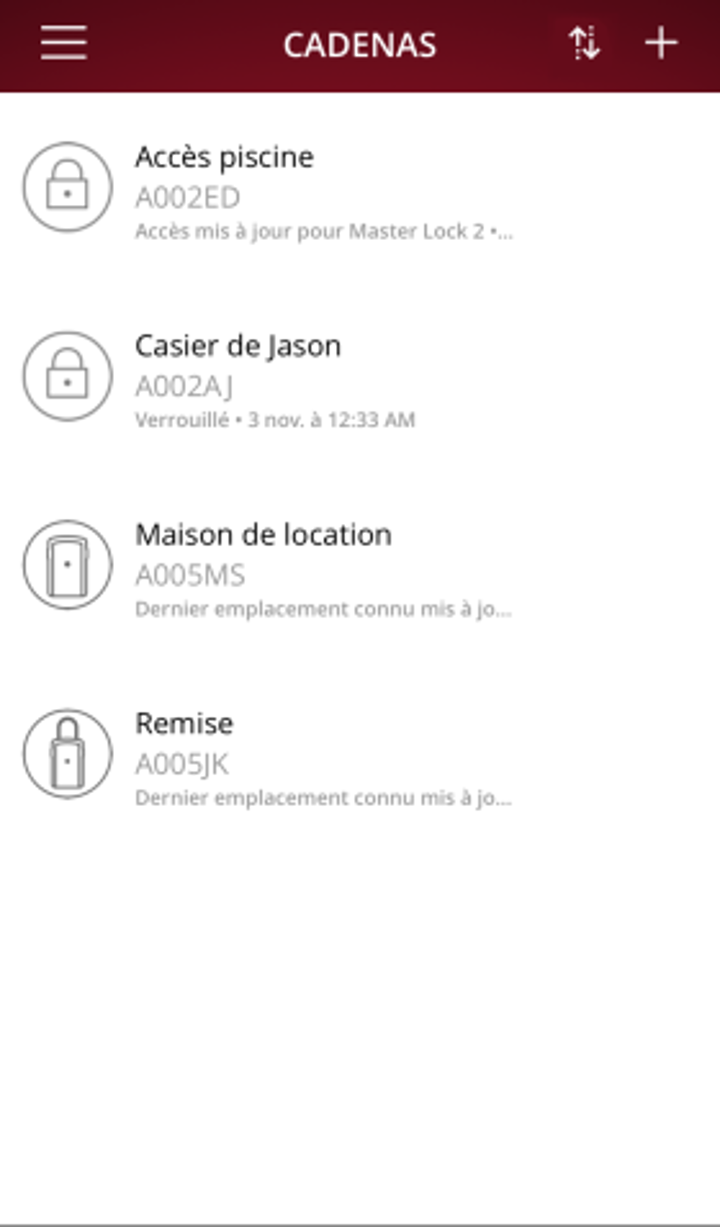 CADENAS
Accès piscine
A002ED
Accès mis à jour pour Master Lock 2 •...
Casier de Jason
A002AJ
Verrouillé • 3 nov. à 12:33 AM
Maison de location
A005MS
Dernier emplacement connu mis à jo...
Remise
A005JK
Dernier emplacement connu mis à jo...